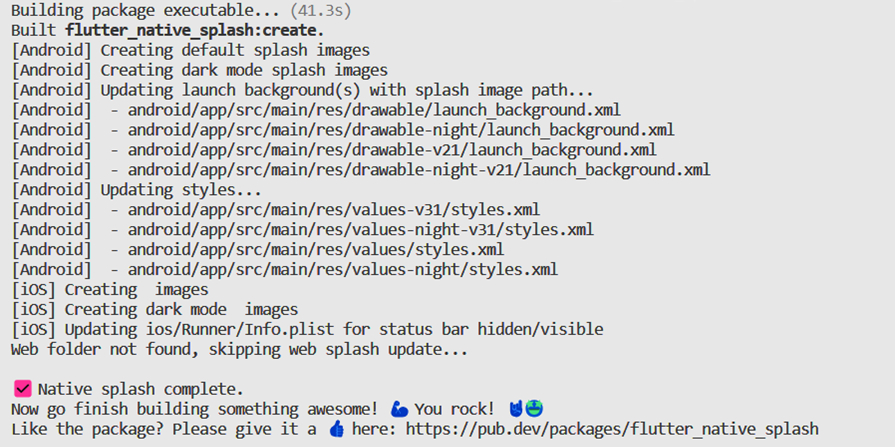 Building package executable... (41.3s)
Built flutter_native_splash:create.
[Android] Creating default splash images
[Android] Creating dark mode splash images
[Android] Updating launch background(s) with splash image path...
[Android]  - android/app/src/main/res/drawable/launch_background.xml
[Android]  - android/app/src/main/res/drawable-night/launch_background.xml
[Android]  - android/app/src/main/res/drawable-v21/launch_background.xml
[Android]  - android/app/src/main/res/drawable-night-v21/launch_background.xml
[Android] Updating styles...
[Android]  - android/app/src/main/res/values-v31/styles.xml
[Android]  - android/app/src/main/res/values-night-v31/styles.xml
[Android]  - android/app/src/main/res/values/styles.xml
[Android]  - android/app/src/main/res/values-night/styles.xml
[iOS] Creating  images
[iOS] Creating dark mode  images
[iOS] Updating ios/Runner/Info.plist for status bar hidden/visible
Web folder not found, skipping web splash update...
✅ Native splash complete.
Now go finish building something awesome! 💪 You rock! 🤘🤩
Like the package? Please give it a 👍 here: https://pub.dev/packages/flutter_native_splash